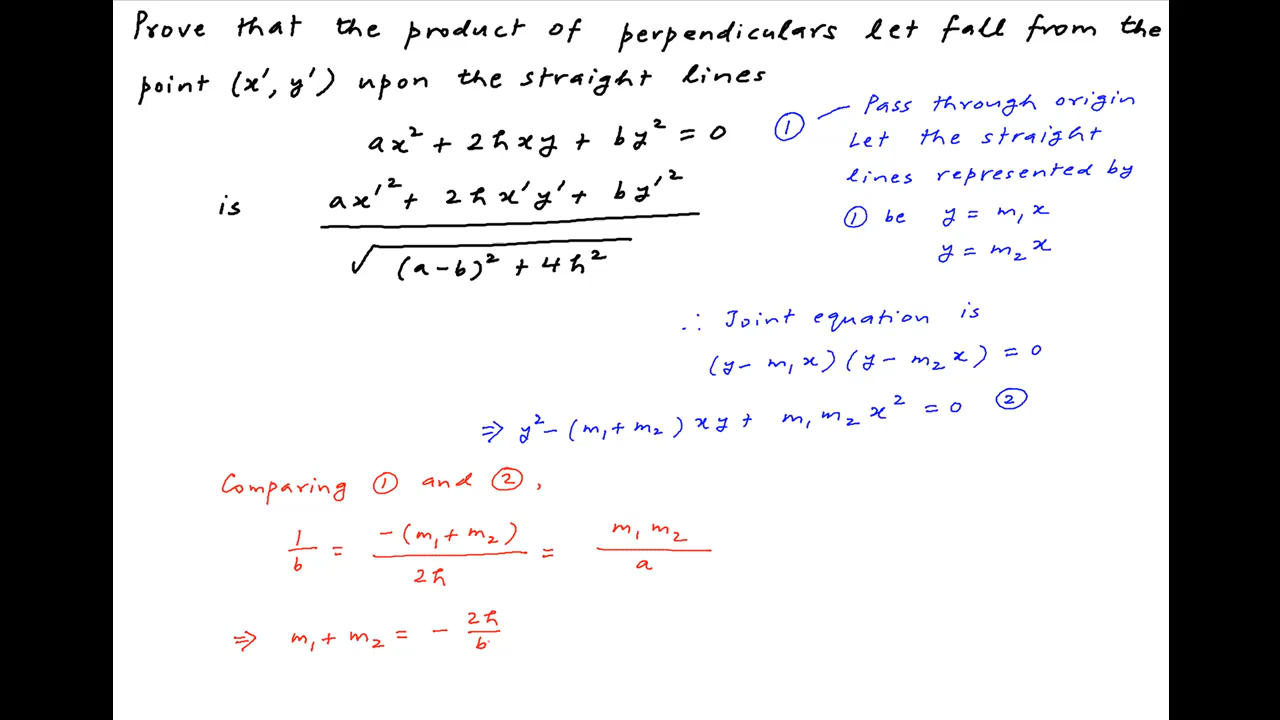 Prove that the product of perpendiculars let fall from the
point (x', y') upon the straight lines
ax² + 2hxy + by² = 0 ①
is ax'² + 2hx'y' + by'²
√(a-b)² + 4h²
Pass through origin
Let the straight
lines represented by
① be y = m₁x
y = m₂x
∴ Joint equation is
(y - m₁x)(y - m₂x) = 0
⇒ y² - (m₁ + m₂)xy + m₁m₂x² = 0 ②
Comparing ① and ②,
1/b = -(m₁ + m₂)/2h = m₁m₂/a
⇒ m₁ + m₂ = - 2h/b